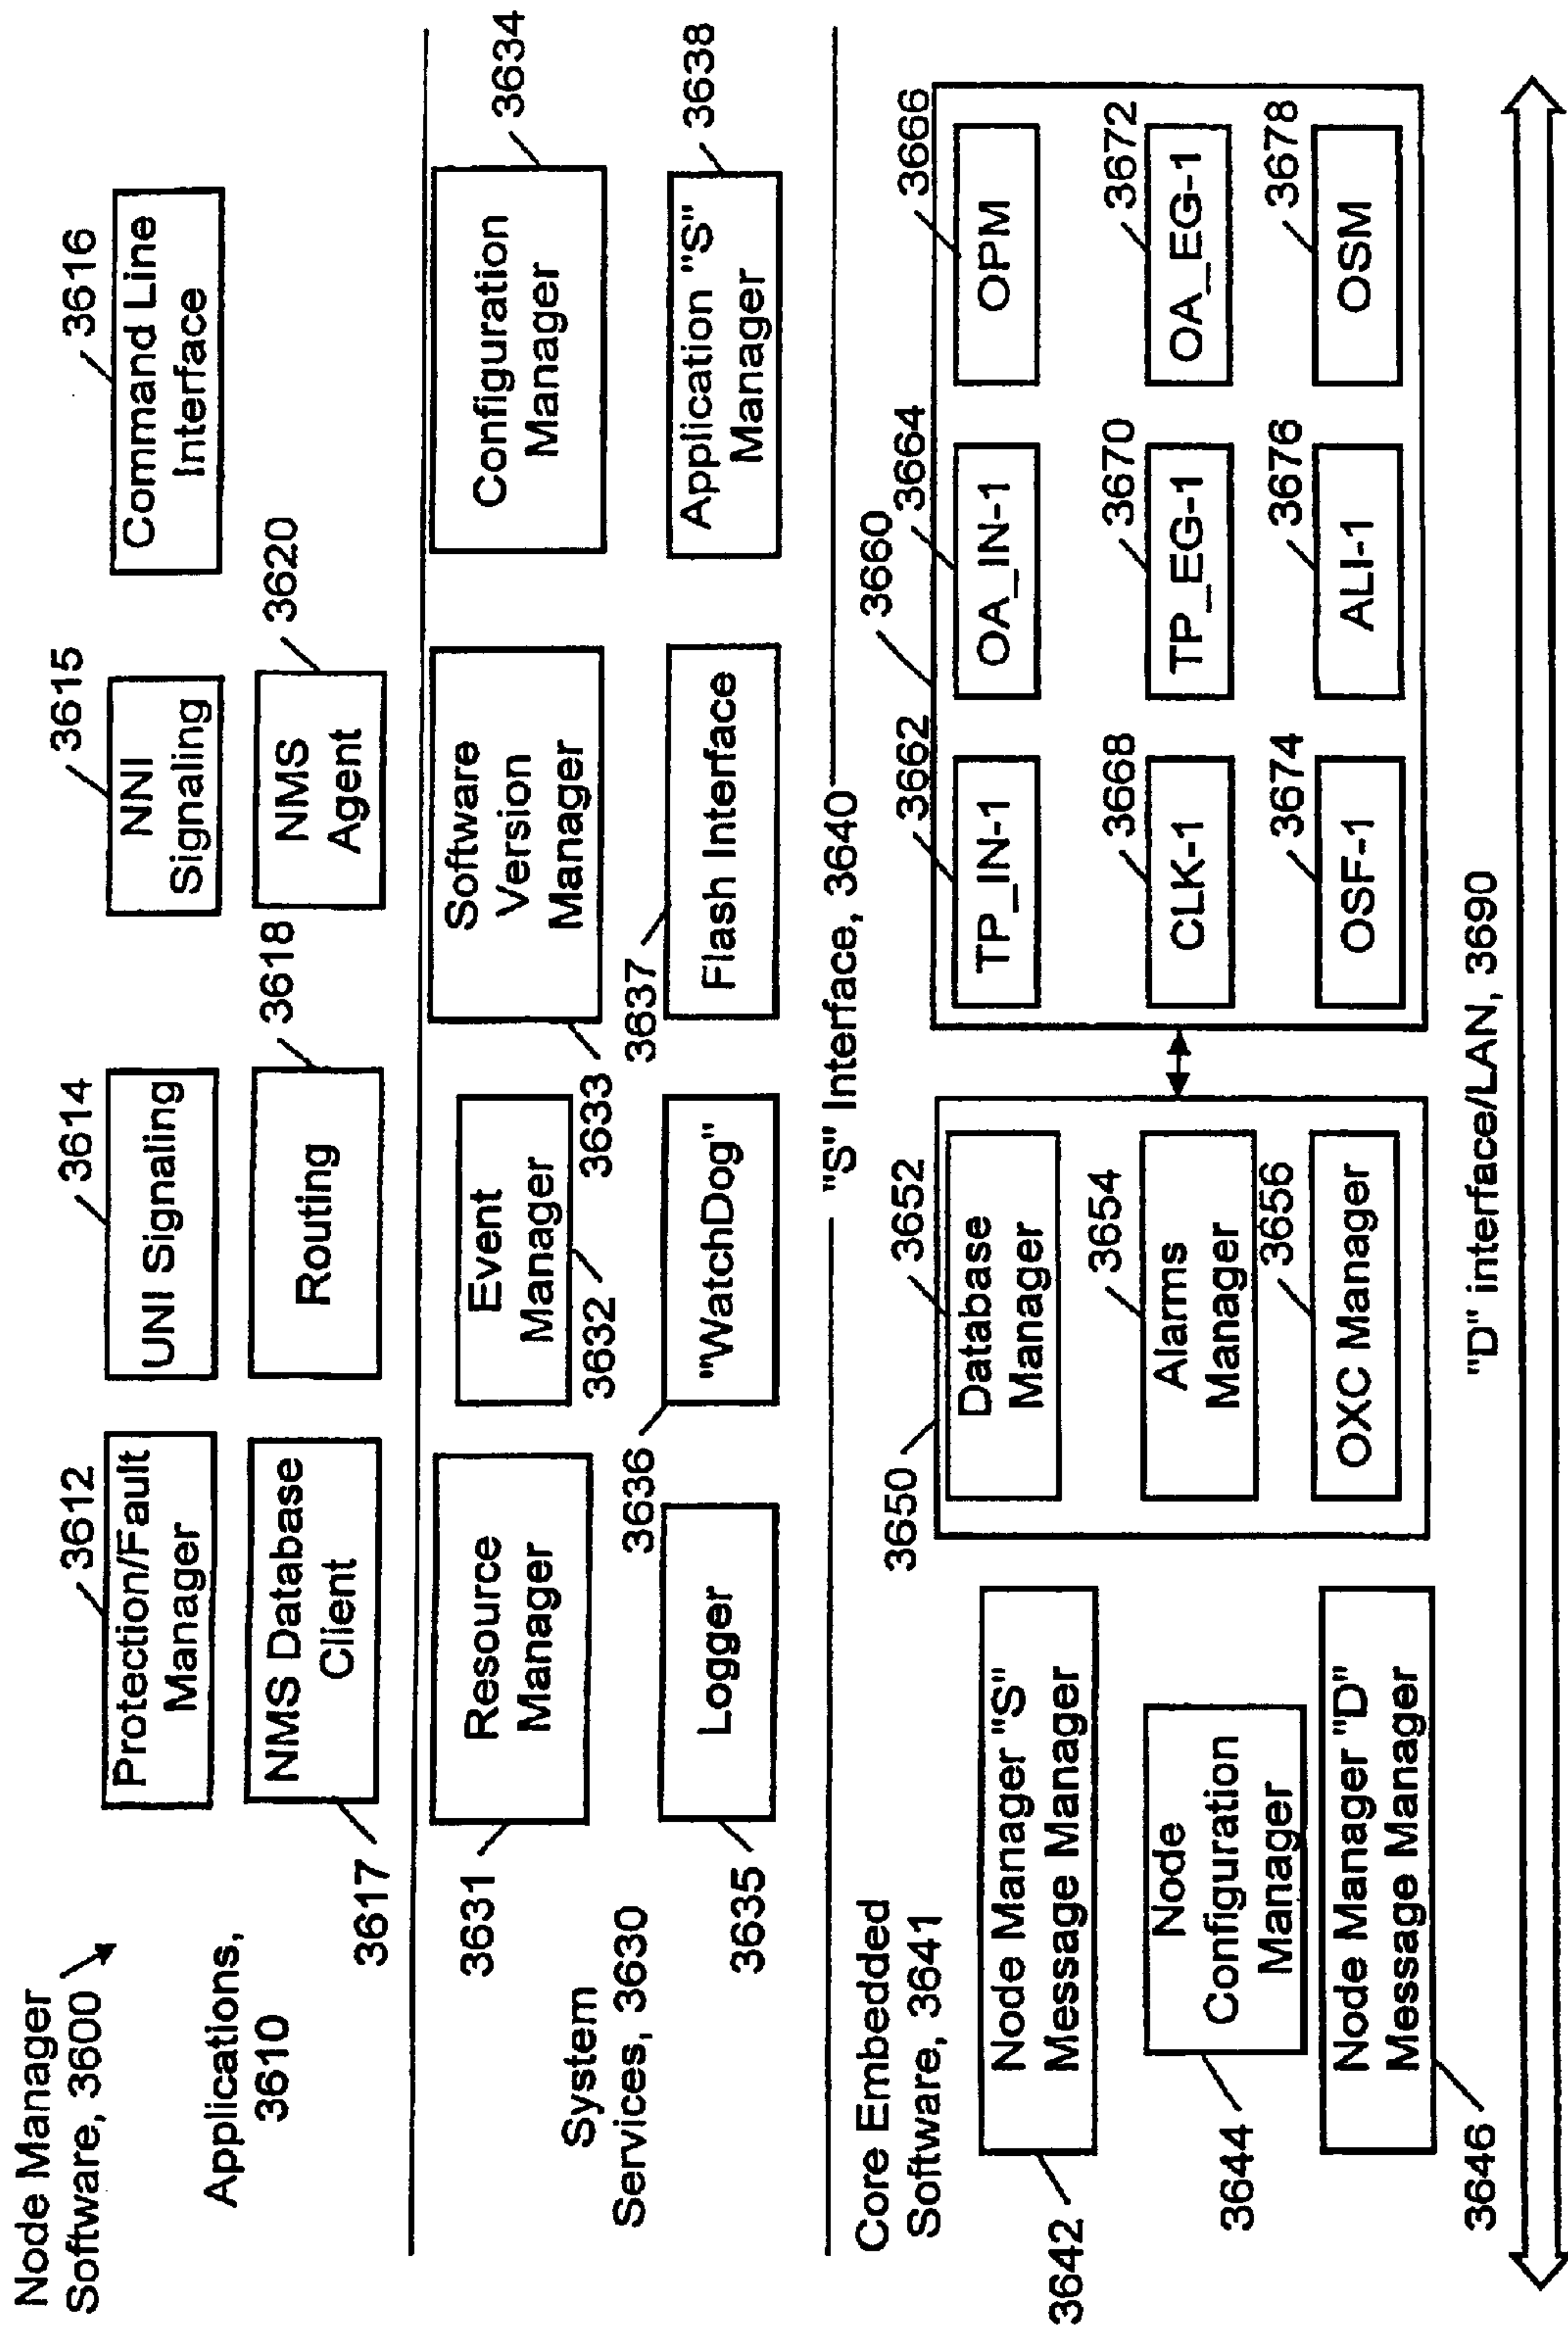 Node Manager
Software, 3600
Applications,
3610
3612
Protection/Fault
Manager
3614
UNI Signaling
3615
NNI
Signaling
3616
Command Line
Interface
3617
NMS Database
Client
3618
Routing
3620
NMS
Agent
System
Services, 3630
3631
Resource
Manager
3632
Event
Manager
3633
Software
Version
Manager
3634
Configuration
Manager
3635
Logger
3636
"WatchDog"
3637
Flash Interface
3638
Application "S"
Manager
"S" Interface, 3640
Core Embedded
Software, 3641
3642
Node Manager "S"
Message Manager
3644
Node
Configuration
Manager
3646
Node Manager "D"
Message Manager
3650
3652
Database
Manager
3654
Alarms
Manager
3656
OXC Manager
3660
3662
TP_IN-1
3664
OA_IN-1
3666
OPM
3668
CLK-1
3670
TP_EG-1
3672
OA_EG-1
3674
OSF-1
3676
ALI-1
3678
OSM
"D" interface/LAN, 3690